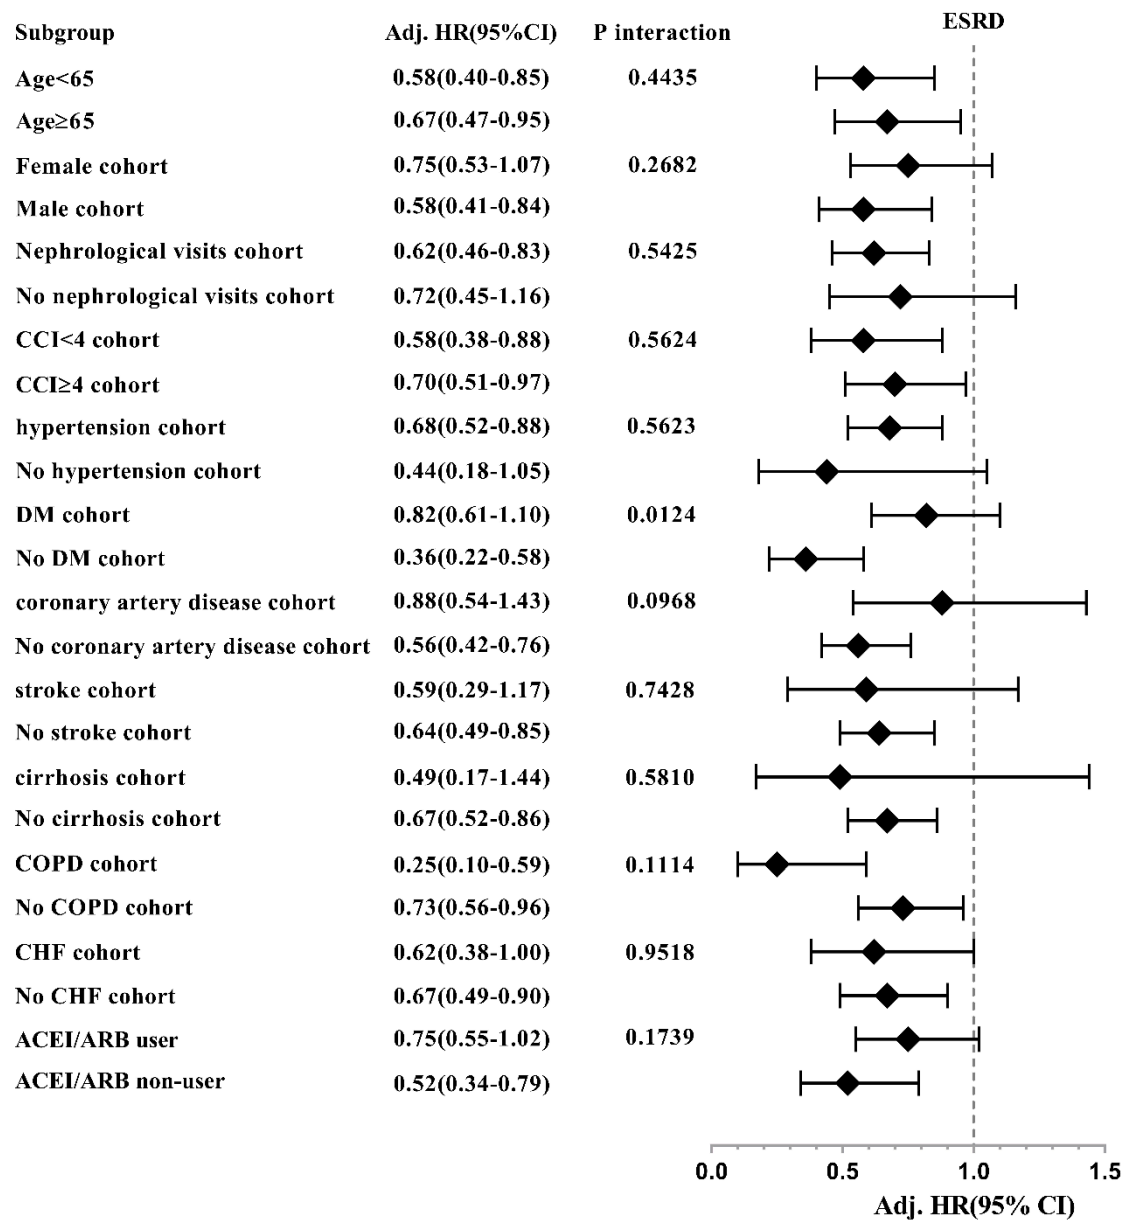 Subgroup Adj. HR(95%CI) P interaction ESRD
Age<65 0.58(0.40-0.85) 0.4435
Age≥65 0.67(0.47-0.95)
Female cohort 0.75(0.53-1.07) 0.2682
Male cohort 0.58(0.41-0.84)
Nephrological visits cohort 0.62(0.46-0.83) 0.5425
No nephrological visits cohort 0.72(0.45-1.16)
CCI<4 cohort 0.58(0.38-0.88) 0.5624
CCI≥4 cohort 0.70(0.51-0.97)
hypertension cohort 0.68(0.52-0.88) 0.5623
No hypertension cohort 0.44(0.18-1.05)
DM cohort 0.82(0.61-1.10) 0.0124
No DM cohort 0.36(0.22-0.58)
coronary artery disease cohort 0.88(0.54-1.43) 0.0968
No coronary artery disease cohort 0.56(0.42-0.76)
stroke cohort 0.59(0.29-1.17) 0.7428
No stroke cohort 0.64(0.49-0.85)
cirrhosis cohort 0.49(0.17-1.44) 0.5810
No cirrhosis cohort 0.67(0.52-0.86)
COPD cohort 0.25(0.10-0.59) 0.1114
No COPD cohort 0.73(0.56-0.96)
CHF cohort 0.62(0.38-1.00) 0.9518
No CHF cohort 0.67(0.49-0.90)
ACEI/ARB user 0.75(0.55-1.02) 0.1739
ACEI/ARB non-user 0.52(0.34-0.79)
0.0 0.5 1.0 1.5
Adj. HR(95% CI)